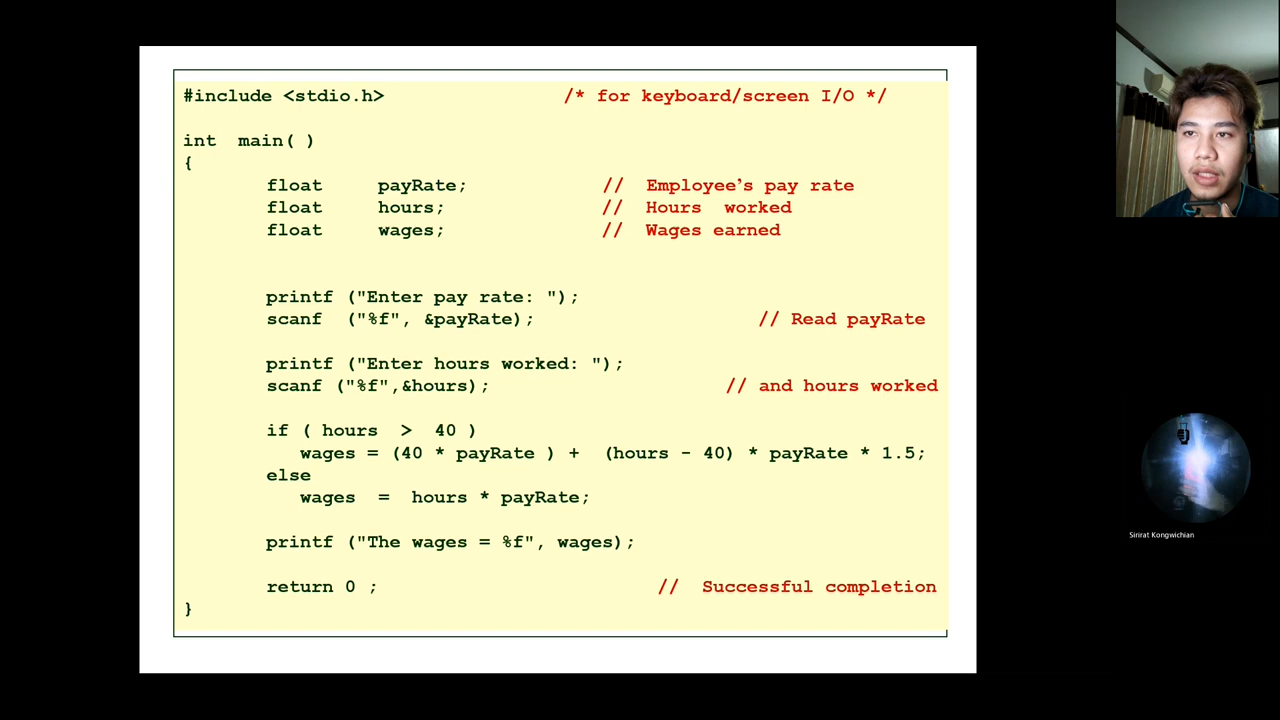 #include <stdio.h> /* for keyboard/screen I/O */
int main( )
{
float payRate; // Employee’s pay rate
float hours; // Hours worked
float wages; // Wages earned
printf ("Enter pay rate: ");
scanf ("%f", &payRate); // Read payRate
printf ("Enter hours worked: ");
scanf ("%f",&hours); // and hours worked
if ( hours > 40 )
wages = (40 * payRate ) + (hours - 40) * payRate * 1.5;
else
wages = hours * payRate;
printf ("The wages = %f", wages);
return 0 ; // Successful completion
}
Sirirat Kongwichian